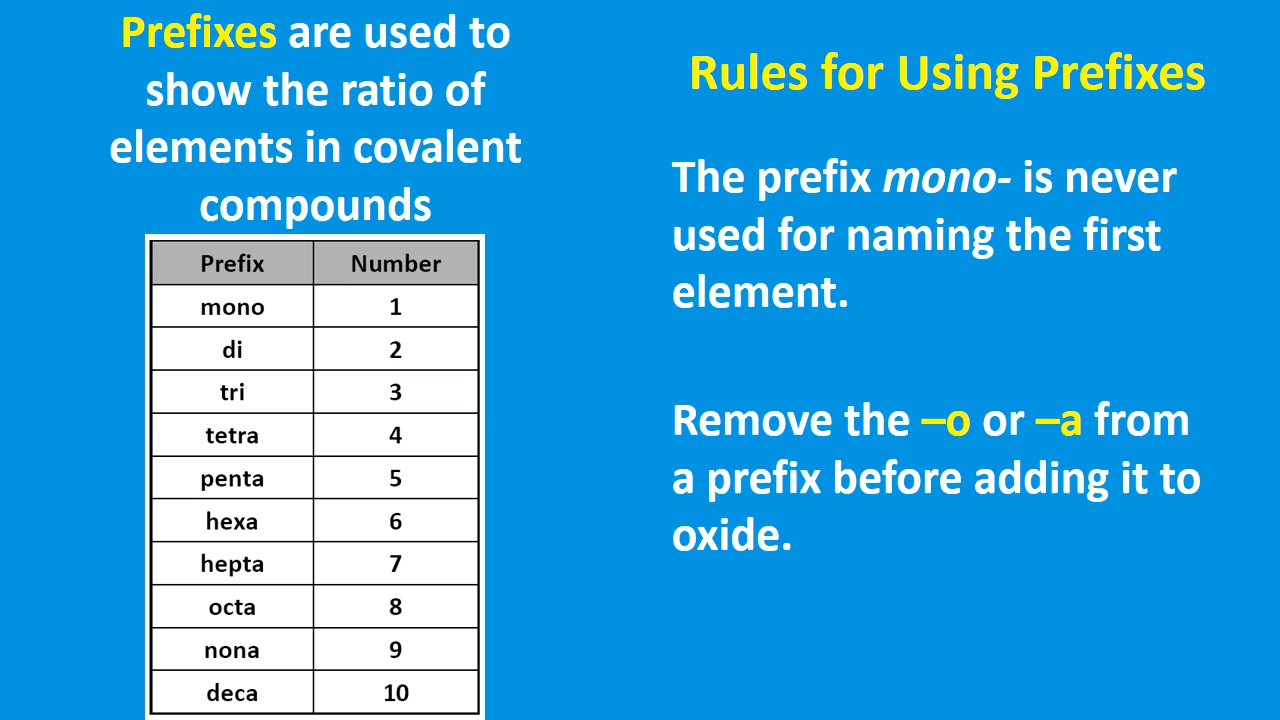 Prefixes are used to
show the ratio of
elements in covalent
compounds
Prefix Number
mono 1
di 2
tri 3
tetra 4
penta 5
hexa 6
hepta 7
octa 8
nona 9
deca 10
Rules for Using Prefixes
The prefix mono- is never
used for naming the first
element.
Remove the –o or –a from
a prefix before adding it to
oxide.